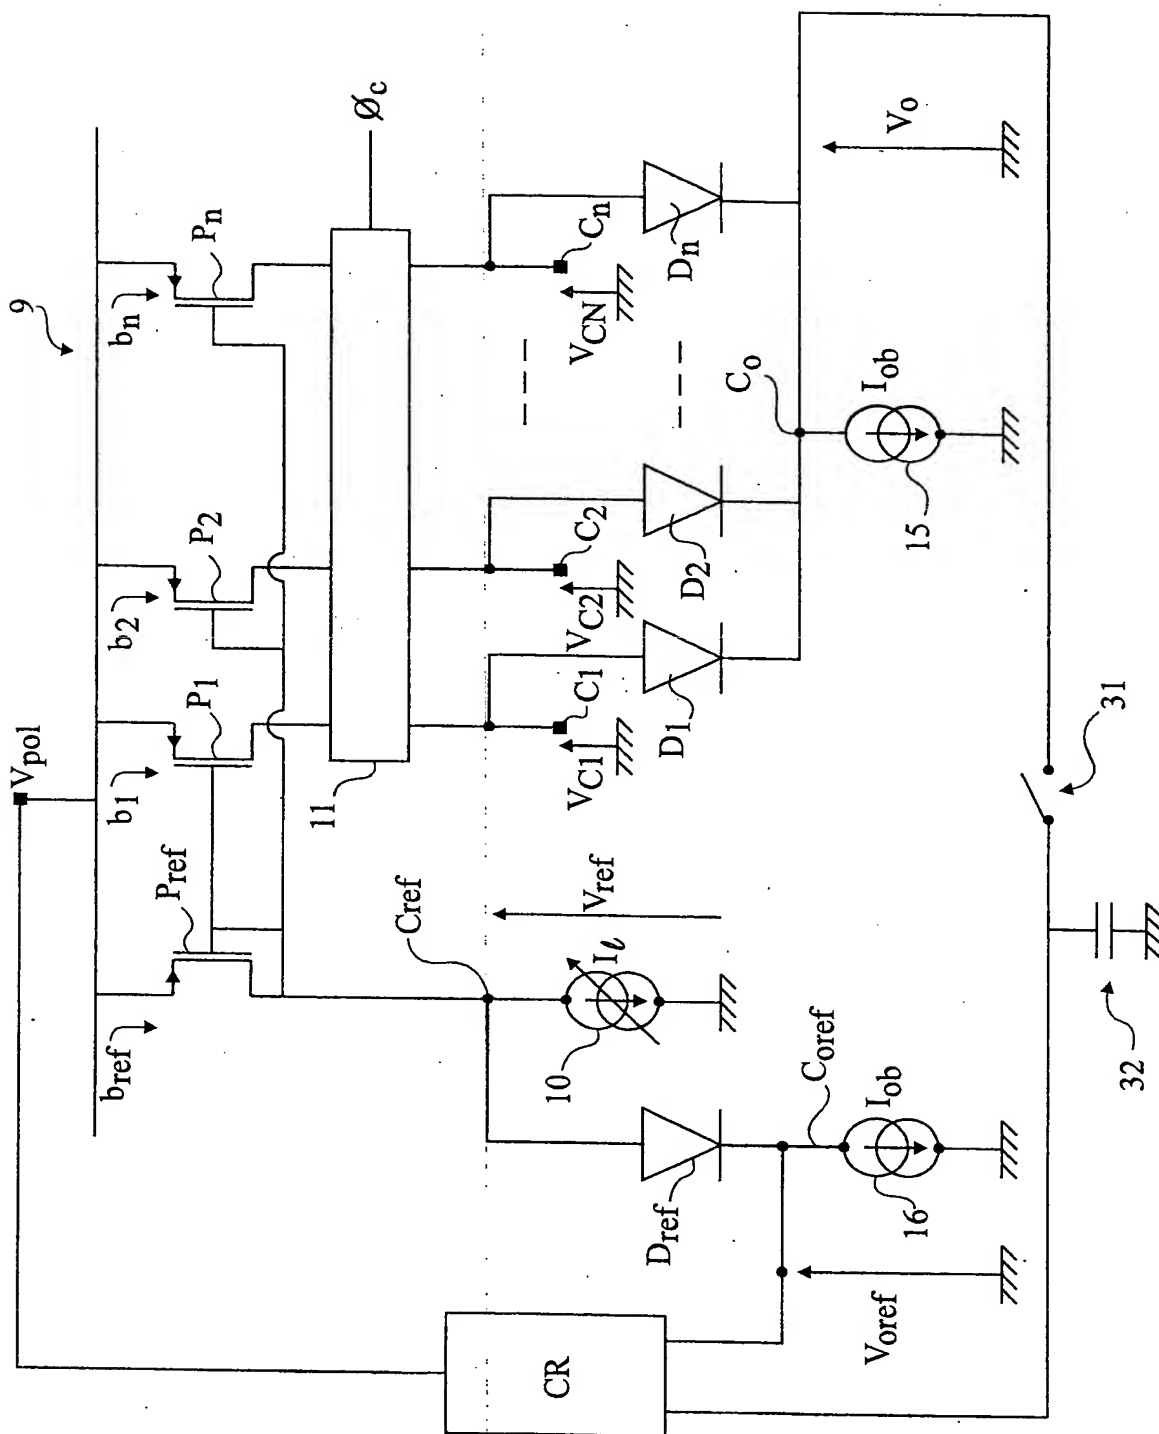 9
V_pol
b_ref
P_ref
b_1
P_1
b_2
P_2
b_n
P_n
Ø_c
11
C_ref
V_ref
I_ℓ
10
V_C1
C_1
V_C2
C_2
V_CN
C_n
D_ref
D_1
D_2
D_n
C_o
V_o
I_ob
15
C_oref
I_ob
16
V_oref
CR
31
32